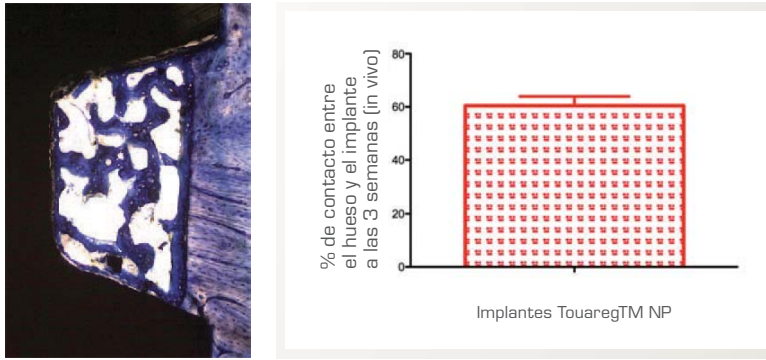 % de contacto entre
el hueso y el implante
a las 3 semanas (in vivo)
80
60
40
20
0
Implantes TouaregTM NP